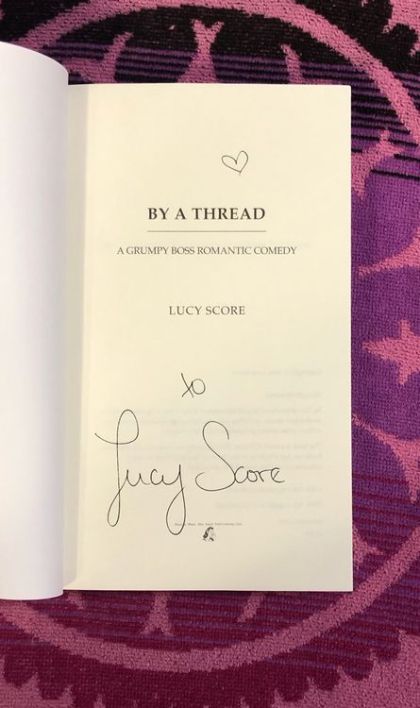 BY A THREAD
A GRUMPY BOSS ROMANTIC COMEDY
LUCY SCORE
xo
Lucy Score